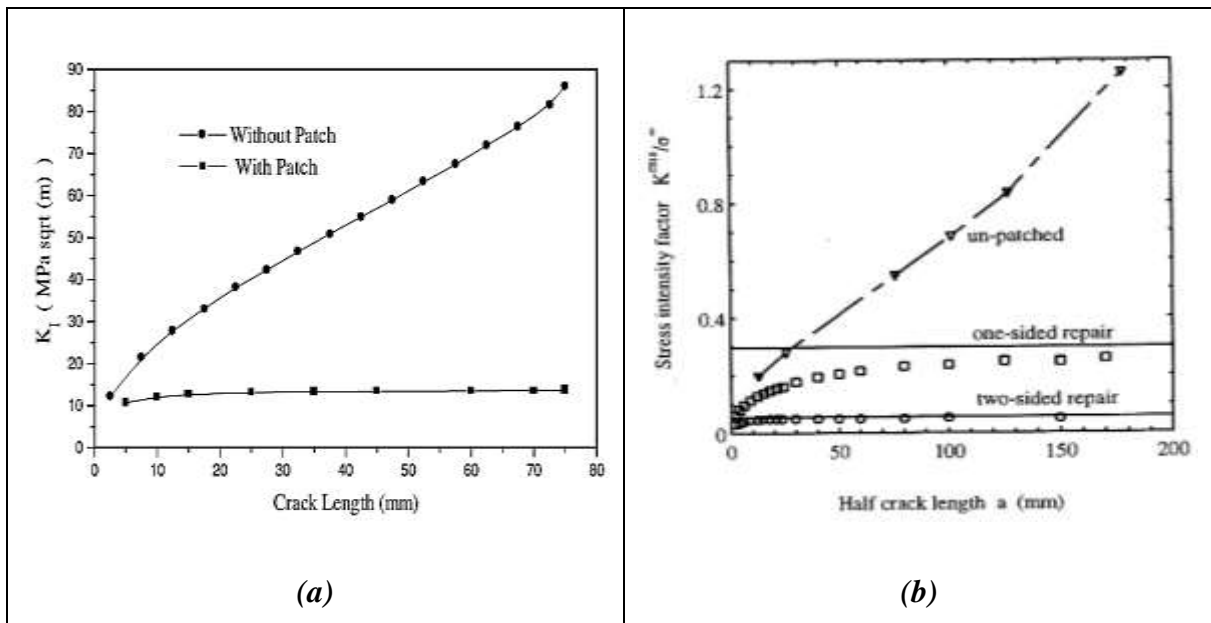 90
80
70
60
50
40
30
20
10
0
K_I ( MPa sqrt (m)
Without Patch
With Patch
0 10 20 30 40 50 60 70 80
Crack Length (mm)
(a)
1.2
0.8
0.4
0
Stress intensity factor
un-patched
one-sided repair
two-sided repair
0 50 100 150 200
Half crack length a (mm)
(b)